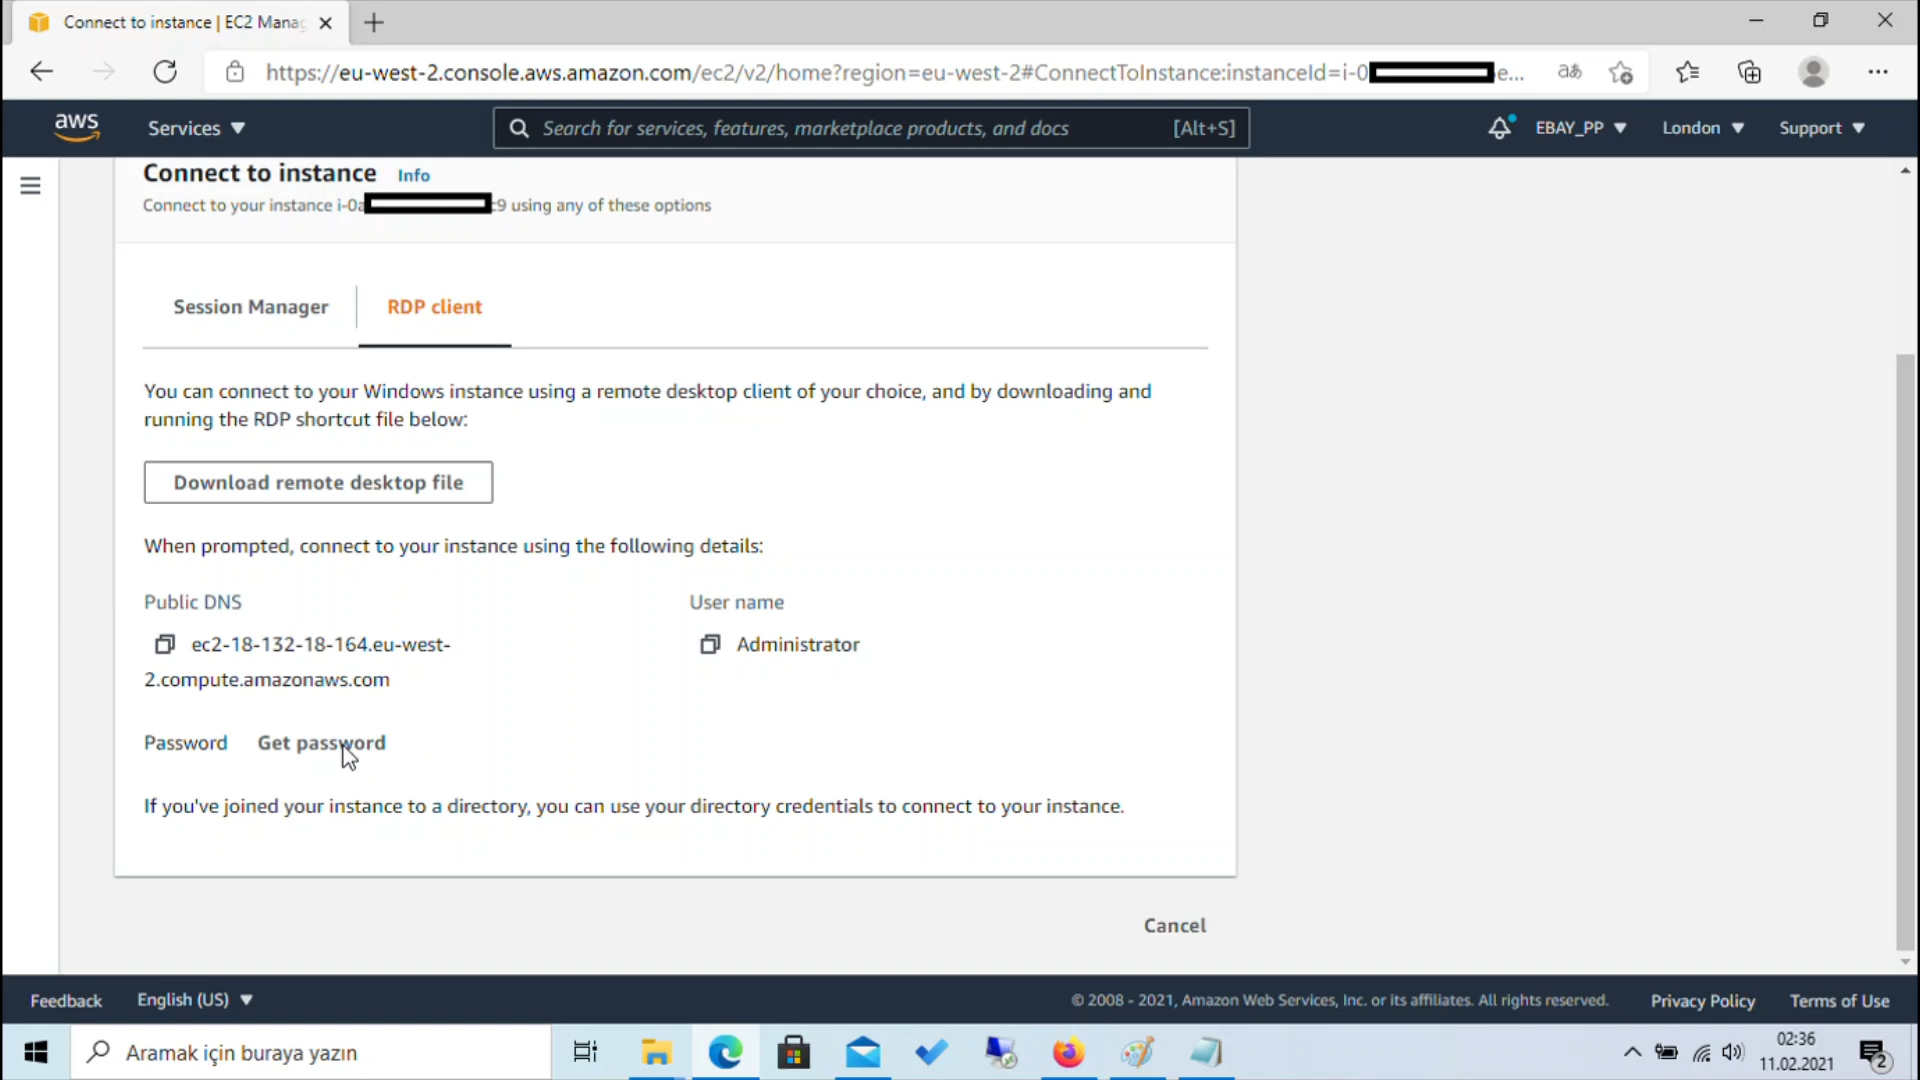 Connect to instance | EC2 Manag
https://eu-west-2.console.aws.amazon.com/ec2/v2/home?region=eu-west-2#ConnectToInstance:instanceId=i-0 e...
aあ
aws
Services
Search for services, features, marketplace products, and docs
[Alt+S]
EBAY_PP
London
Support
Connect to instance Info
Connect to your instance i-0a c9 using any of these options
Session Manager
RDP client
You can connect to your Windows instance using a remote desktop client of your choice, and by downloading and
running the RDP shortcut file below:
Download remote desktop file
When prompted, connect to your instance using the following details:
Public DNS
User name
ec2-18-132-18-164.eu-west-
2.compute.amazonaws.com
Administrator
Password Get password
If you've joined your instance to a directory, you can use your directory credentials to connect to your instance.
Cancel
Feedback
English (US)
© 2008 - 2021, Amazon Web Services, Inc. or its affiliates. All rights reserved.
Privacy Policy
Terms of Use
Aramak için buraya yazın
02:36
11.02.2021
2